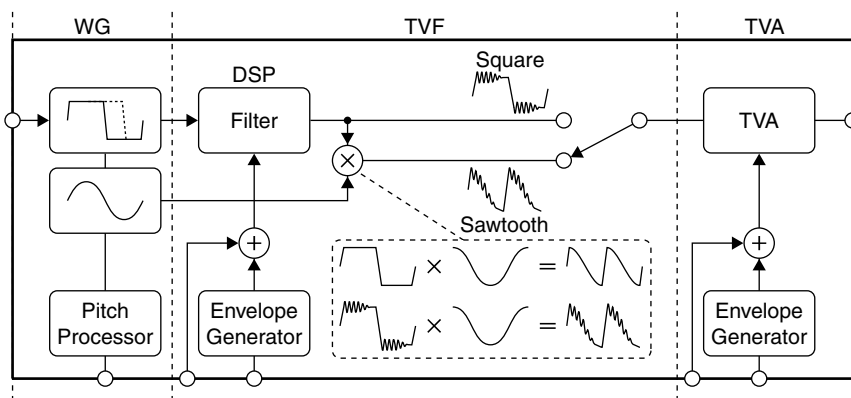 WG
TVF
TVA
DSP
Square
Filter
TVA
×
Sawtooth
+
+
× =
× =
Pitch
Processor
Envelope
Generator
Envelope
Generator